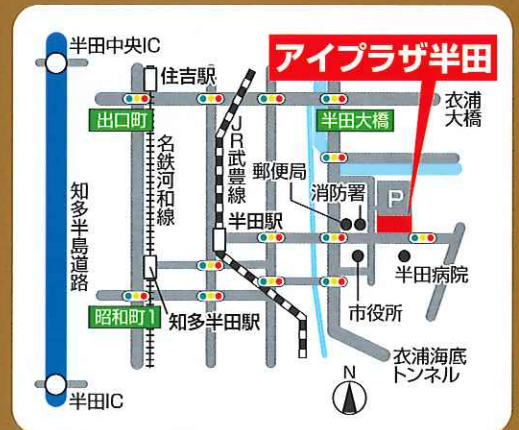 半田中央IC
住吉駅
アイプラザ半田
出口町
半田大橋
衣浦
大橋
名鉄河和線
JR武豊線
郵便局
消防署
P
知多半島道路
半田駅
半田病院
市役所
昭和町1
知多半田駅
衣浦海底
トンネル
N
半田IC